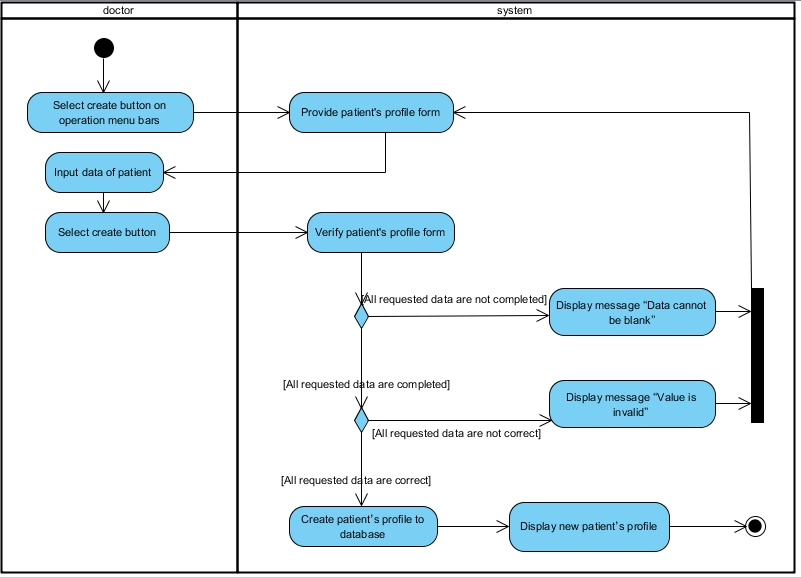 doctor
system
Select create button on
operation menu bars
Provide patient's profile form
Input data of patient
Select create button
Verify patient's profile form
[All requested data are not completed]
Display message “Data cannot
be blank”
[All requested data are completed]
Display message “Value is
invalid”
[All requested data are not correct]
[All requested data are correct]
Create patient’s profile to
database
Display new patient’s profile